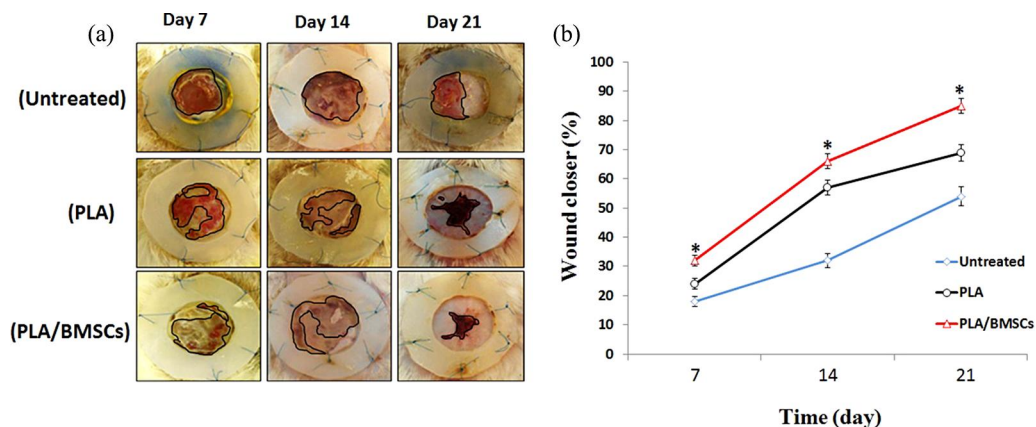 (a)
Day 7
Day 14
Day 21
(Untreated)
(PLA)
(PLA/BMSCs)
(b)
Wound closer (%)
100
90
80
70
60
50
40
30
20
10
0
*
*
*
Untreated
PLA
PLA/BMSCs
7
14
21
Time (day)